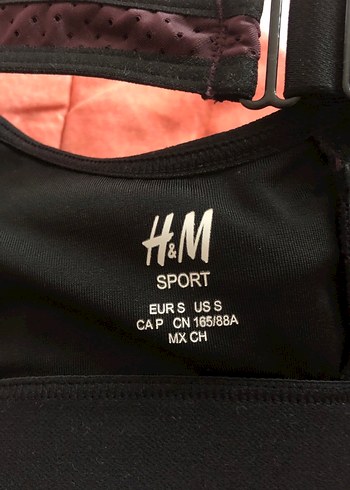 H&M
SPORT
EUR S US S
CA P CN 165/88A
MX CH